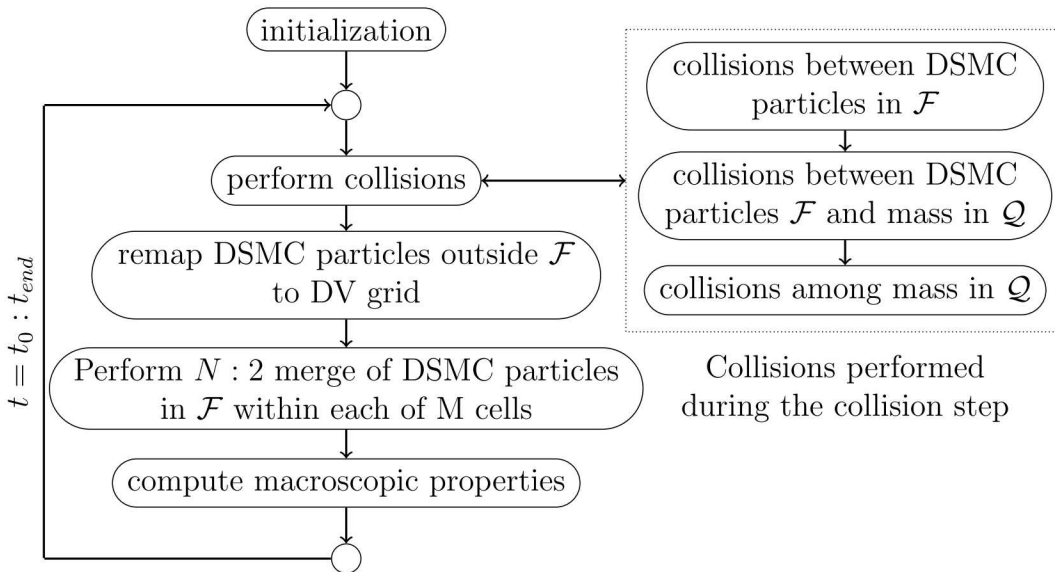 initialization
perform collisions
remap DSMC particles outside ℱ
to DV grid
Perform N : 2 merge of DSMC particles
in ℱ within each of M cells
compute macroscopic properties
t = t₀ : t_end
collisions between DSMC
particles in ℱ
collisions between DSMC
particles ℱ and mass in 𝒬
collisions among mass in 𝒬
Collisions performed
during the collision step